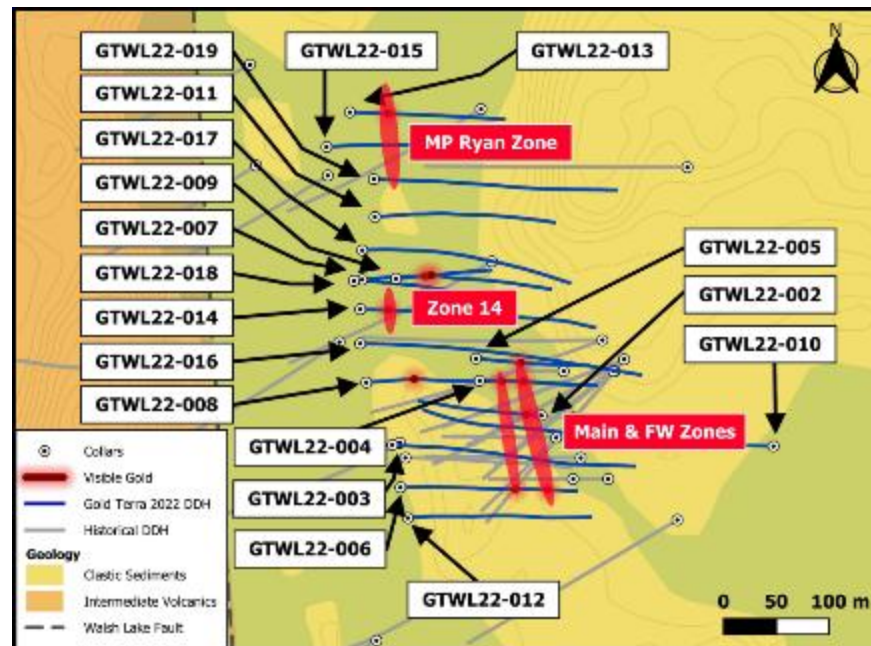 GTWL22-019
GTWL22-015
GTWL22-013
N
GTWL22-011
GTWL22-017
GTWL22-009
GTWL22-007
GTWL22-018
GTWL22-014
GTWL22-016
GTWL22-008
MP Ryan Zone
GTWL22-005
GTWL22-002
GTWL22-010
Zone 14
Main & FW Zones
GTWL22-004
GTWL22-003
GTWL22-006
GTWL22-012
Collars
Visible Gold
Gold Terra 2022 DDH
Historical DDH
Geology
Clastic Sediments
Intermediate Volcanics
Walsh Lake Fault
0 50 100 m